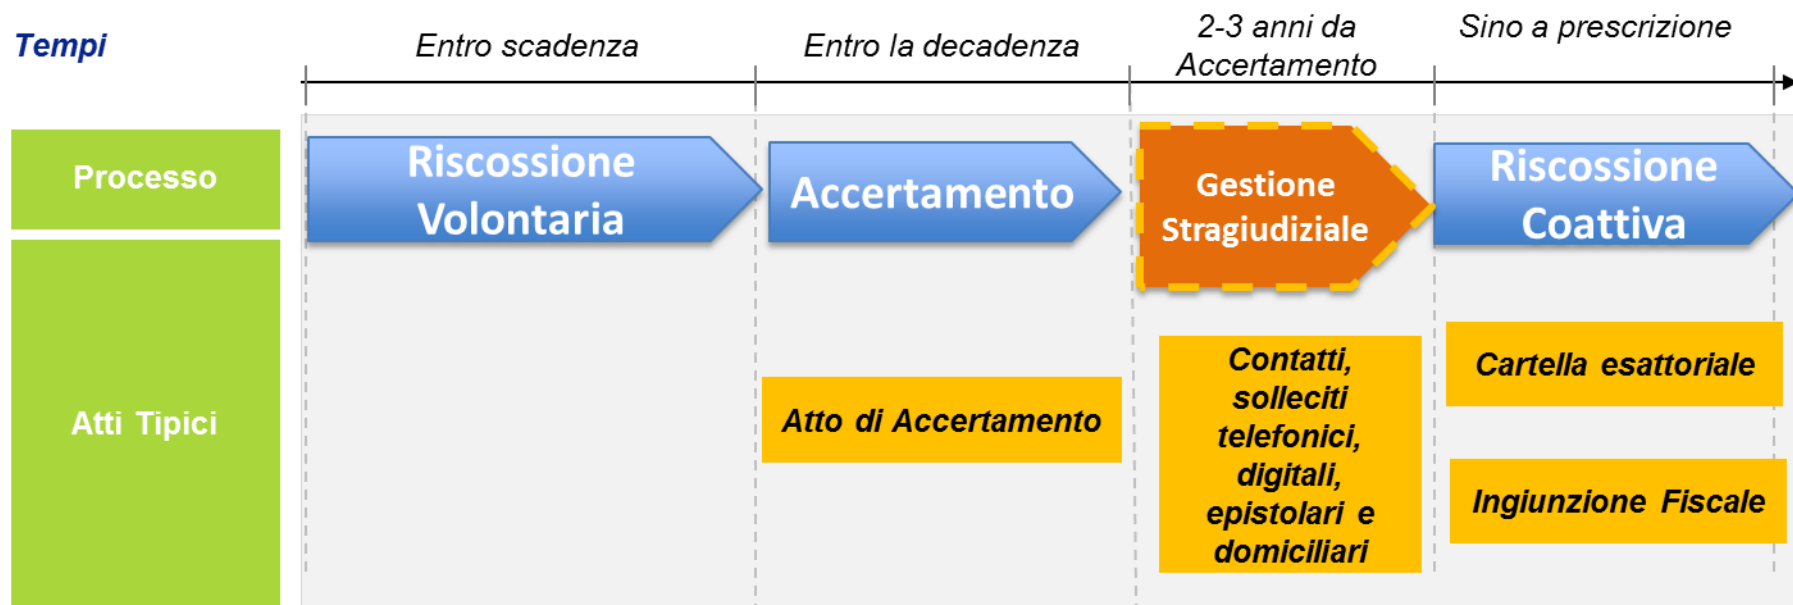 Tempi
Entro scadenza
Entro la decadenza
2-3 anni da
Accertamento
Sino a prescrizione
Processo
Riscossione
Volontaria
Accertamento
Gestione
Stragiudiziale
Riscossione
Coattiva
Atti Tipici
Atto di Accertamento
Contatti,
solleciti
telefonici,
digitali,
epistolari e
domiciliari
Cartella esattoriale
Ingiunzione Fiscale